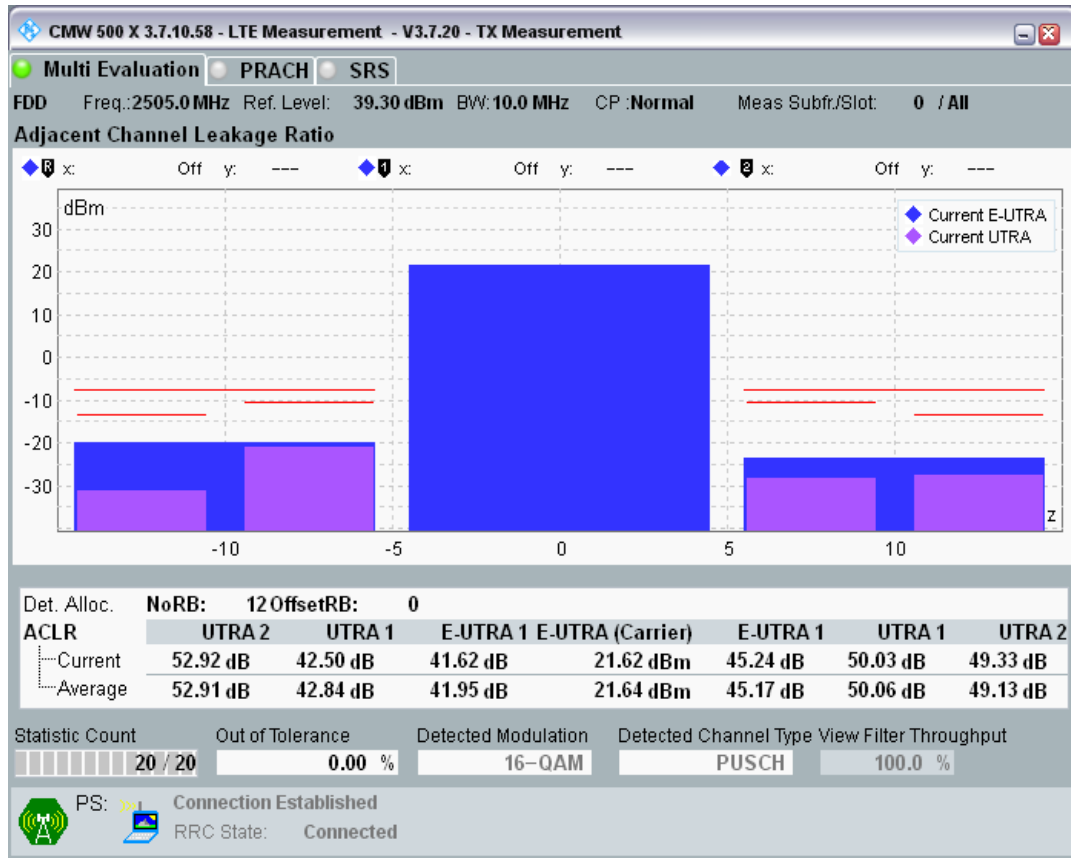 CMW 500 X 3.7.10.58 - LTE Measurement - V3.7.20 - TX Measurement
Multi Evaluation PRACH SRS
FDD Freq.:2505.0 MHz Ref. Level: 39.30 dBm BW:10.0 MHz CP :Normal Meas Subfr./Slot: 0 / All
Adjacent Channel Leakage Ratio
R x: Off y: --- 1 x: Off y: --- 2 x: Off y: ---
dBm
Current E-UTRA
Current UTRA
30
20
10
0
-10
-20
-30
z
-10 -5 0 5 10
Det. Alloc. NoRB: 12 OffsetRB: 0
ACLR UTRA 2 UTRA 1 E-UTRA 1 E-UTRA (Carrier) E-UTRA 1 UTRA 1 UTRA 2
Current 52.92 dB 42.50 dB 41.62 dB 21.62 dBm 45.24 dB 50.03 dB 49.33 dB
Average 52.91 dB 42.84 dB 41.95 dB 21.64 dBm 45.17 dB 50.06 dB 49.13 dB
Statistic Count Out of Tolerance Detected Modulation Detected Channel Type View Filter Throughput
20 / 20 0.00 % 16-QAM PUSCH 100.0 %
PS: Connection Established
RRC State: Connected